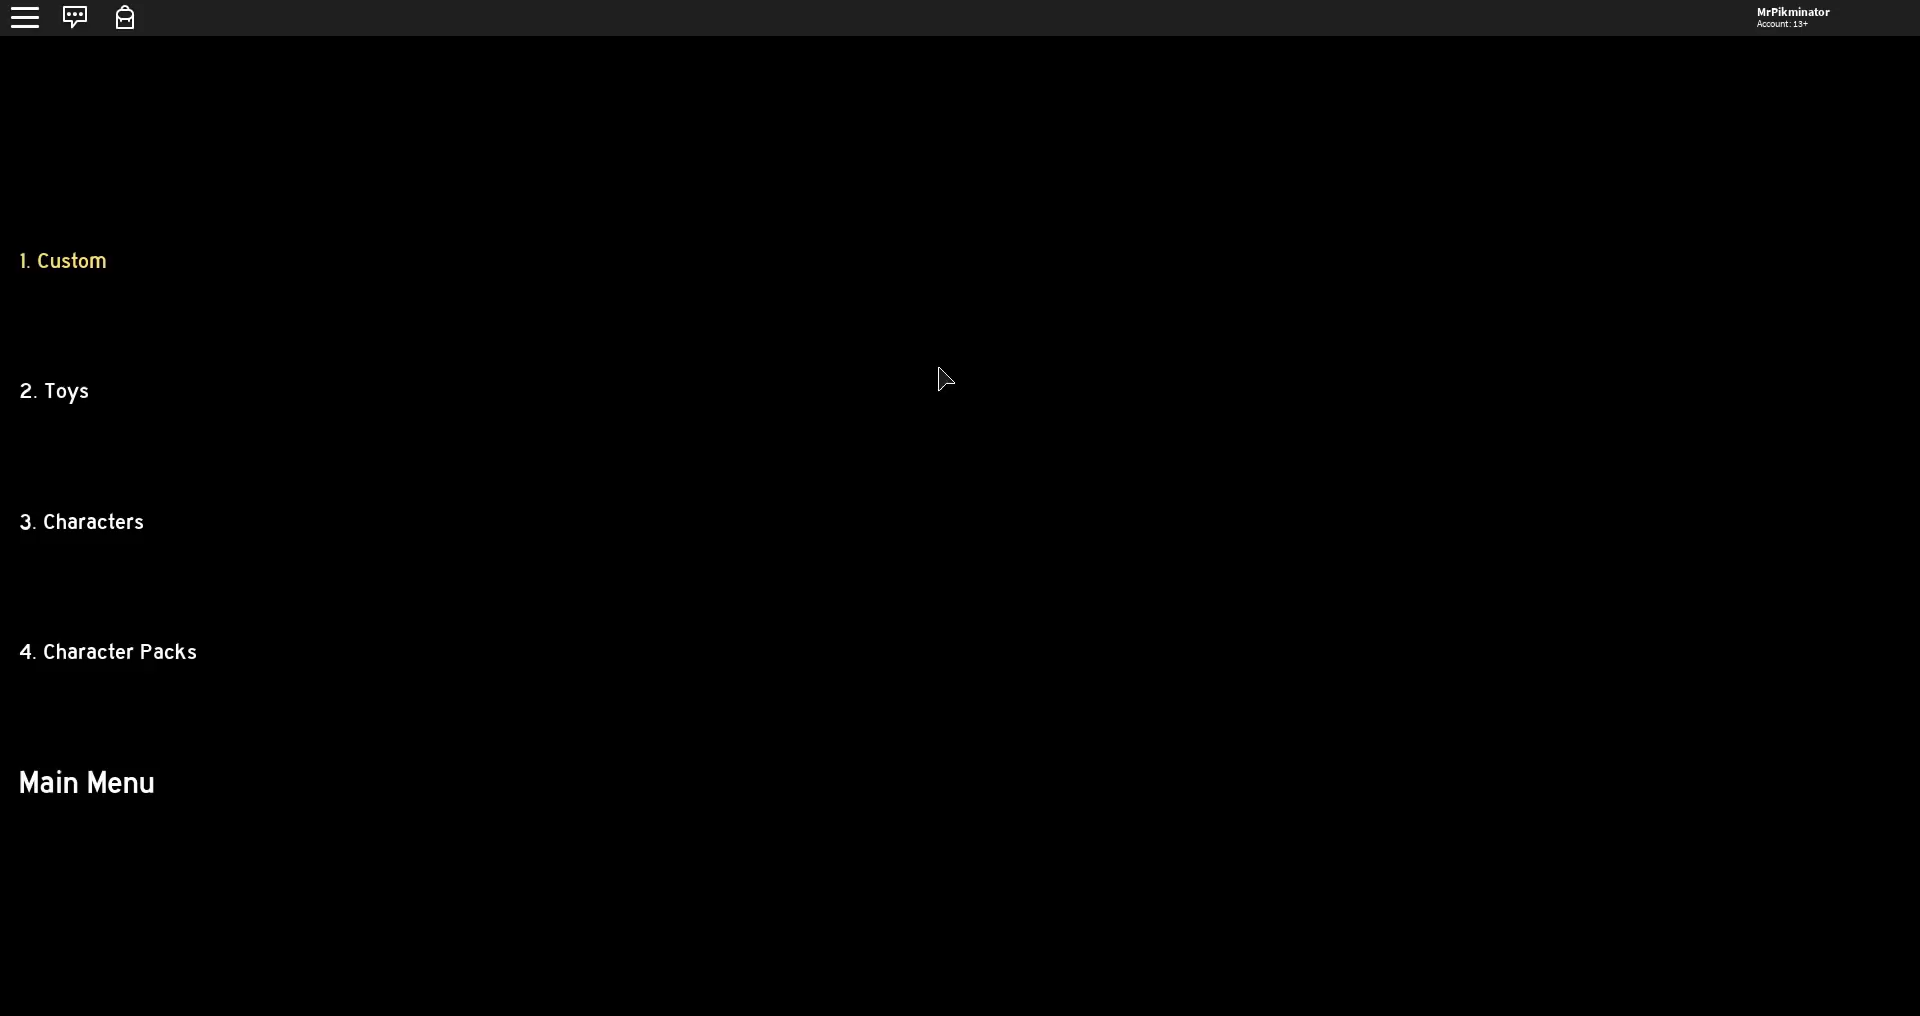 MrPikminator
Account: 13+
1. Custom
2. Toys
3. Characters
4. Character Packs
Main Menu